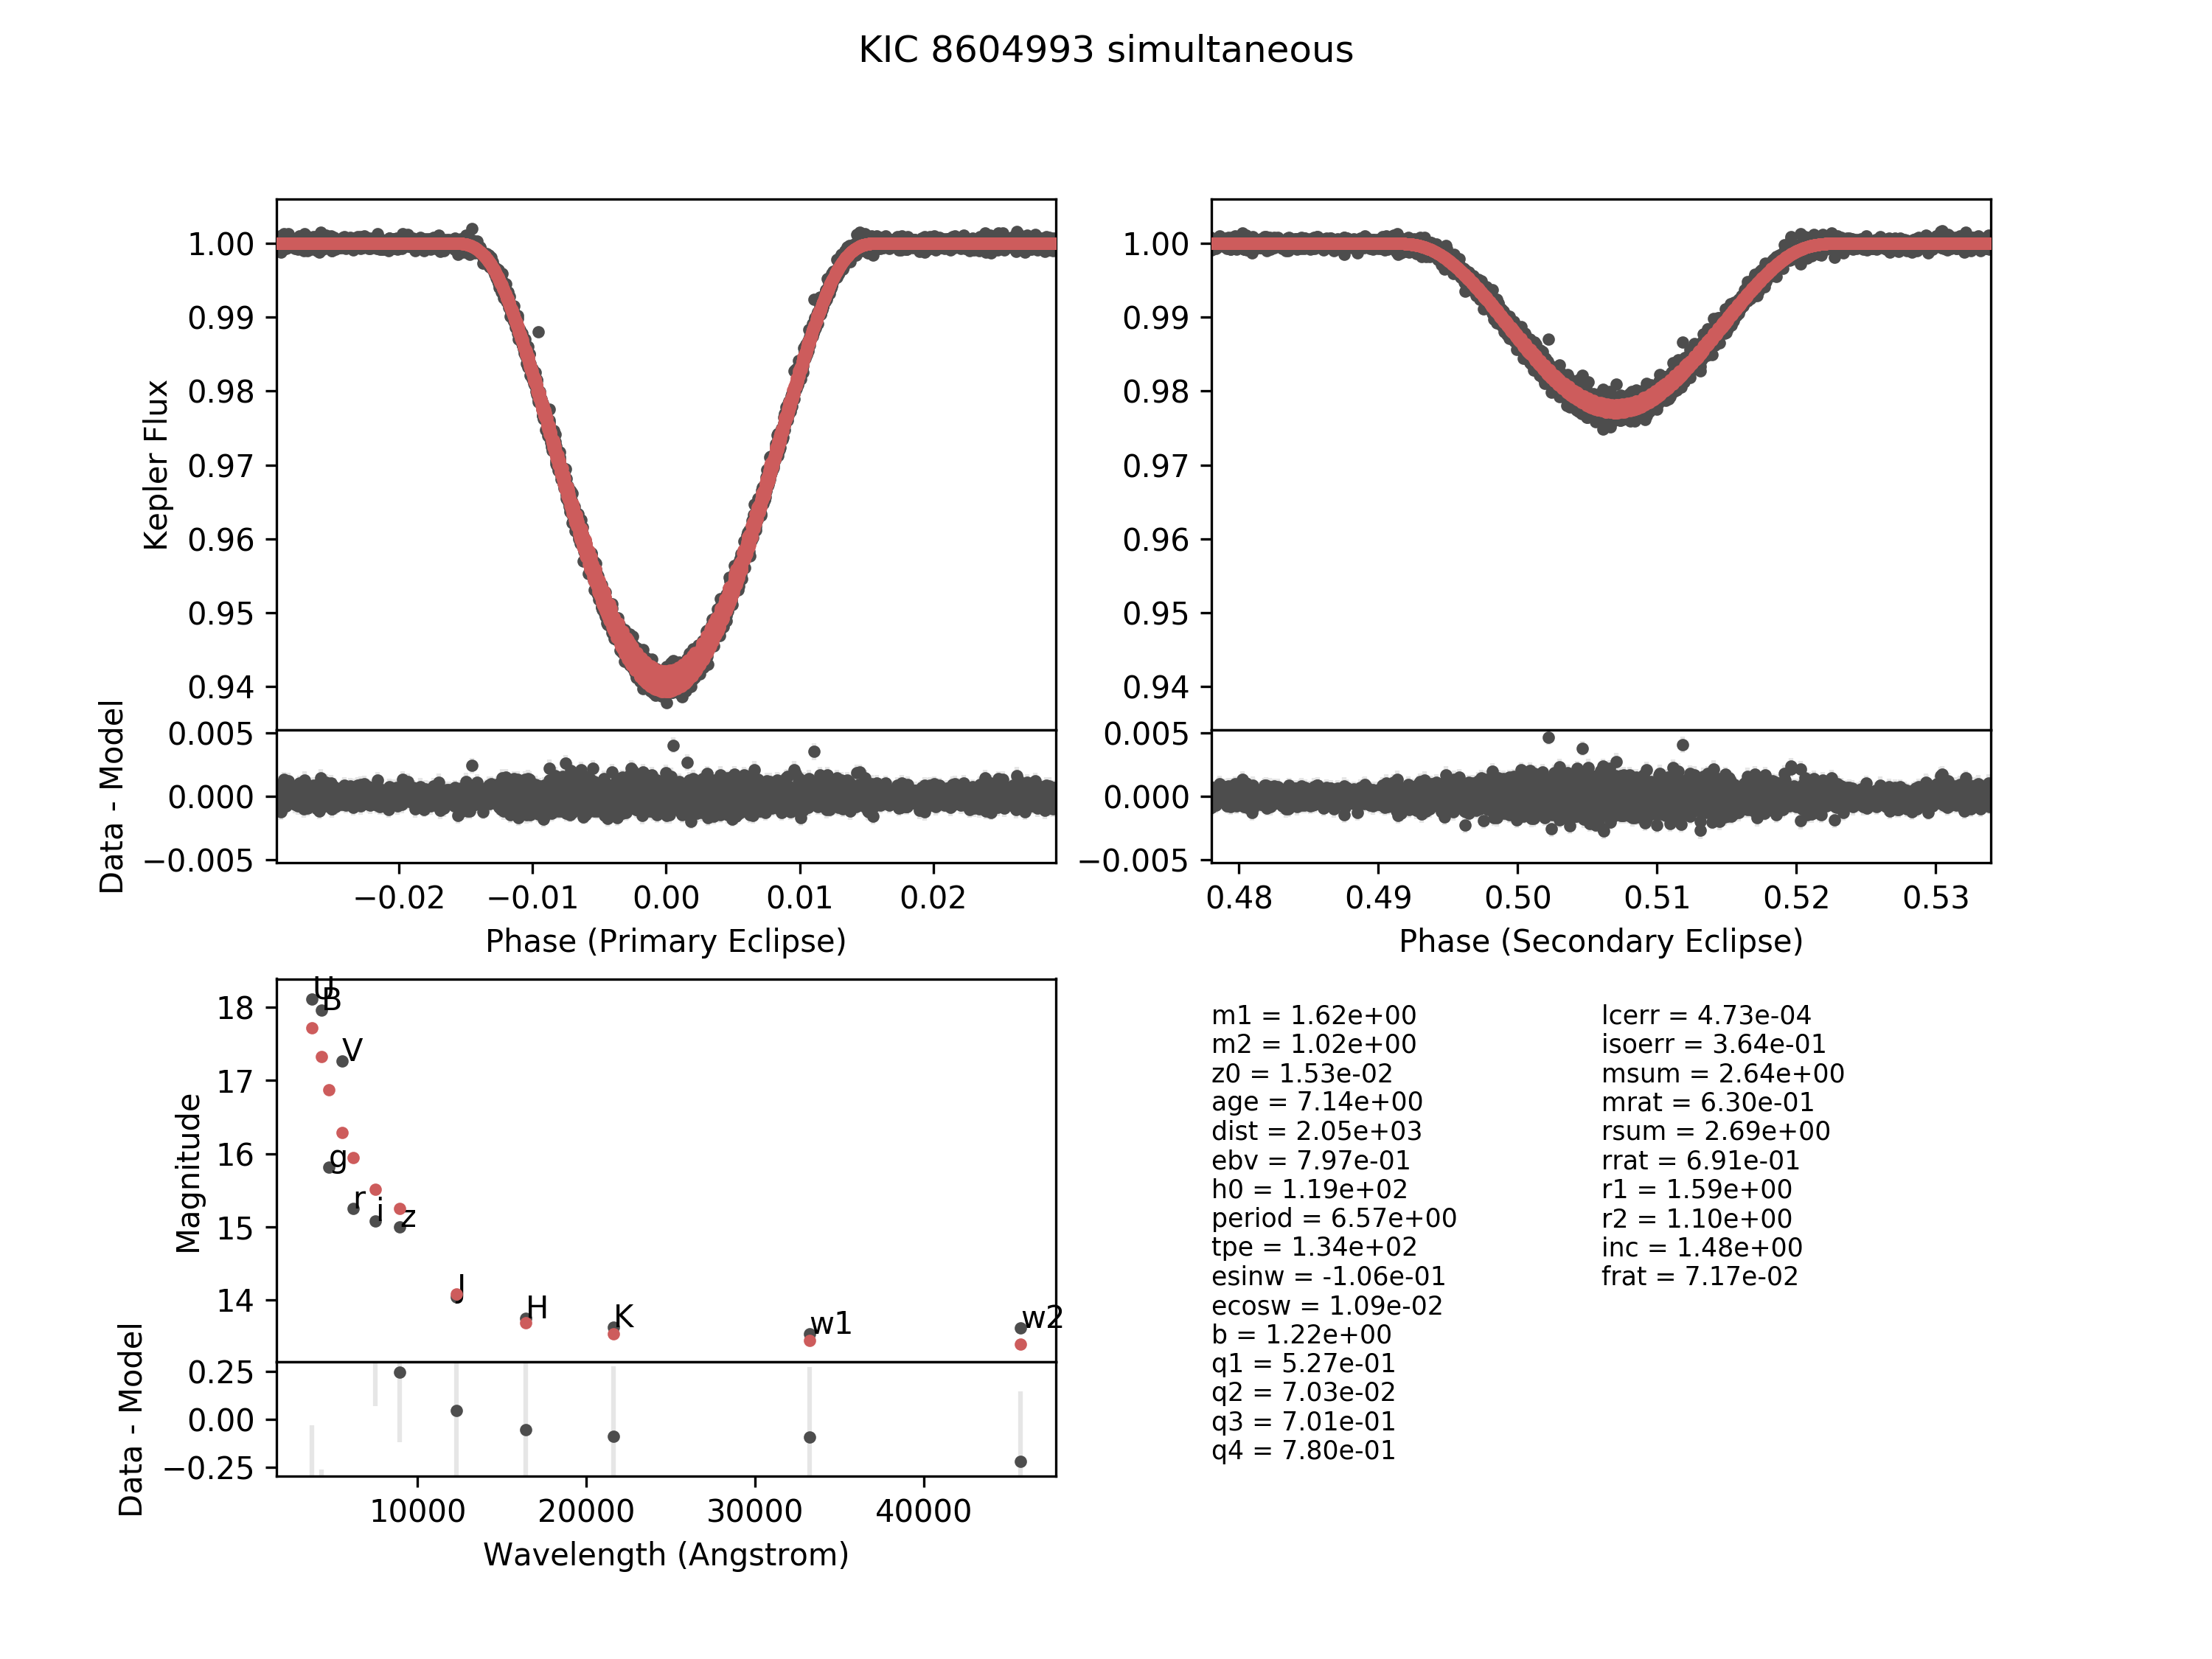 KIC 8604993 simultaneous
1.00
0.99
0.98
0.97
0.96
0.95
0.94
Kepler Flux
0.005
0.000
−0.005
Data - Model
−0.02 −0.01 0.00 0.01 0.02
Phase (Primary Eclipse)
1.00
0.99
0.98
0.97
0.96
0.95
0.94
0.005
0.000
−0.005
0.48 0.49 0.50 0.51 0.52 0.53
Phase (Secondary Eclipse)
18
17
16
15
14
Magnitude
U
B
V
g
r
i
z
J
H
K
w1
w2
0.25
0.00
−0.25
Data - Model
10000 20000 30000 40000
Wavelength (Angstrom)
m1 = 1.62e+00
m2 = 1.02e+00
z0 = 1.53e-02
age = 7.14e+00
dist = 2.05e+03
ebv = 7.97e-01
h0 = 1.19e+02
period = 6.57e+00
tpe = 1.34e+02
esinw = -1.06e-01
ecosw = 1.09e-02
b = 1.22e+00
q1 = 5.27e-01
q2 = 7.03e-02
q3 = 7.01e-01
q4 = 7.80e-01
lcerr = 4.73e-04
isoerr = 3.64e-01
msum = 2.64e+00
mrat = 6.30e-01
rsum = 2.69e+00
rrat = 6.91e-01
r1 = 1.59e+00
r2 = 1.10e+00
inc = 1.48e+00
frat = 7.17e-02